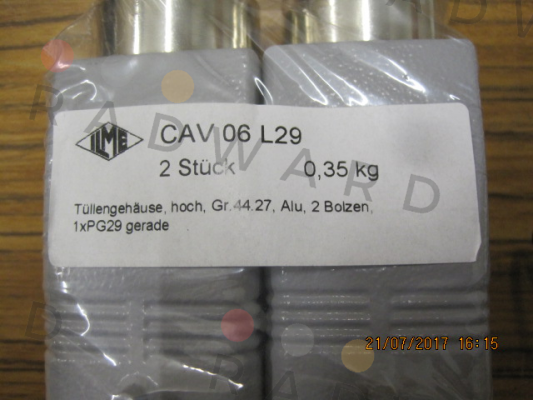 ILME
CAV 06 L29
2 Stück 0,35 kg
Tüllengehäuse, hoch, Gr.44.27, Alu, 2 Bolzen,
1xPG29 gerade
RADWARD
21/07/2017 16:15